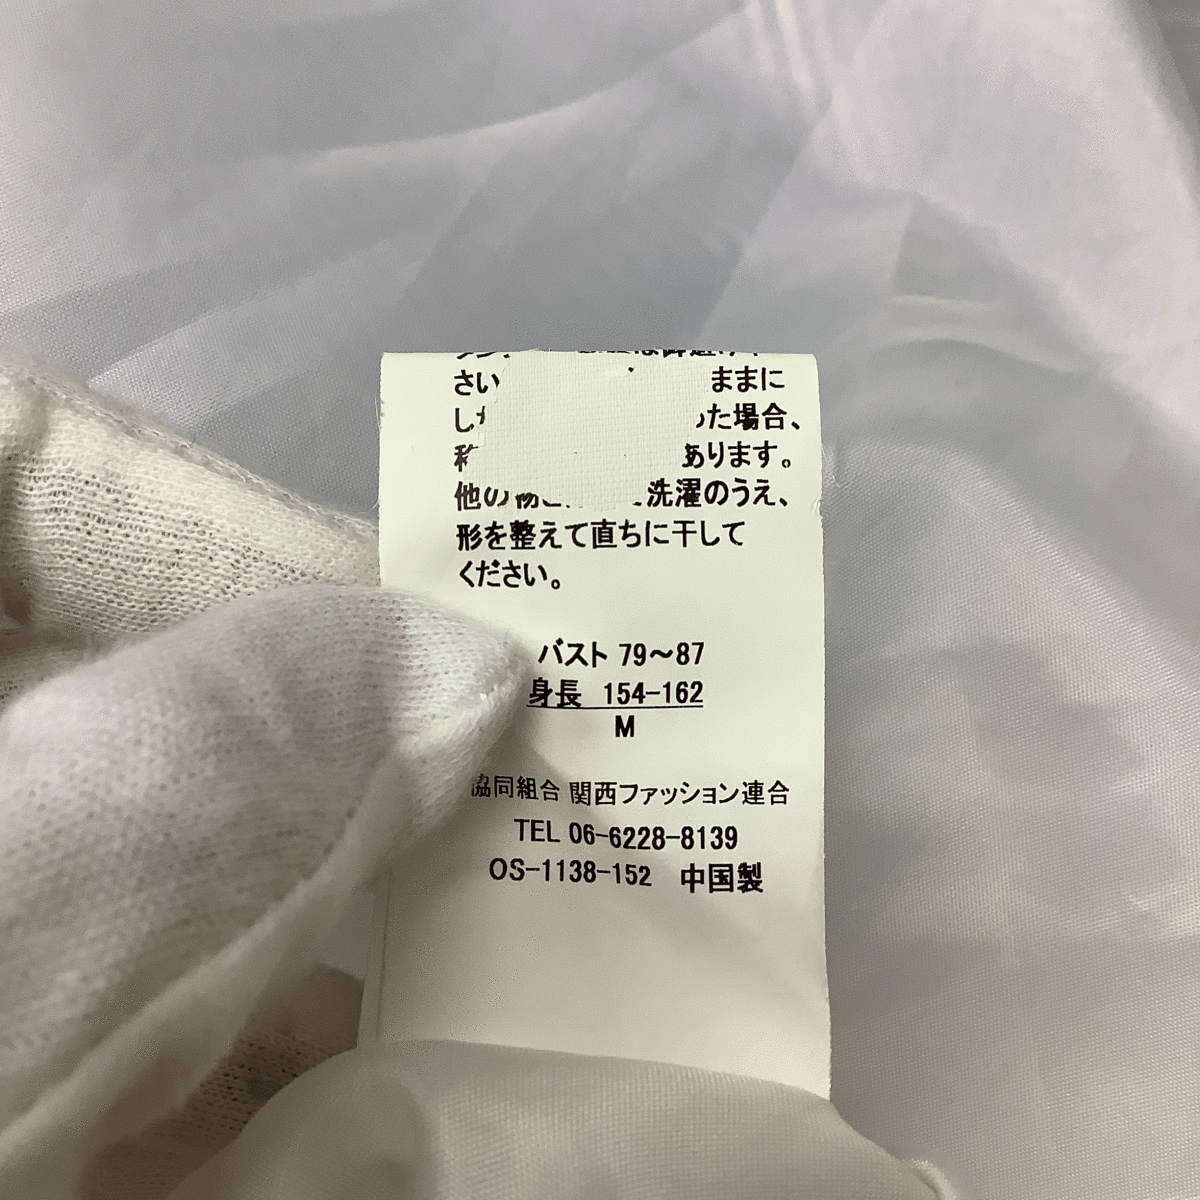 さい ままに
った場合、
あります。
他の物と 洗濯のうえ、
形を整えて直ちに干して
ください。
バスト 79～87
身長 154-162
M
協同組合 関西ファッション連合
TEL 06-6228-8139
OS-1138-152 中国製